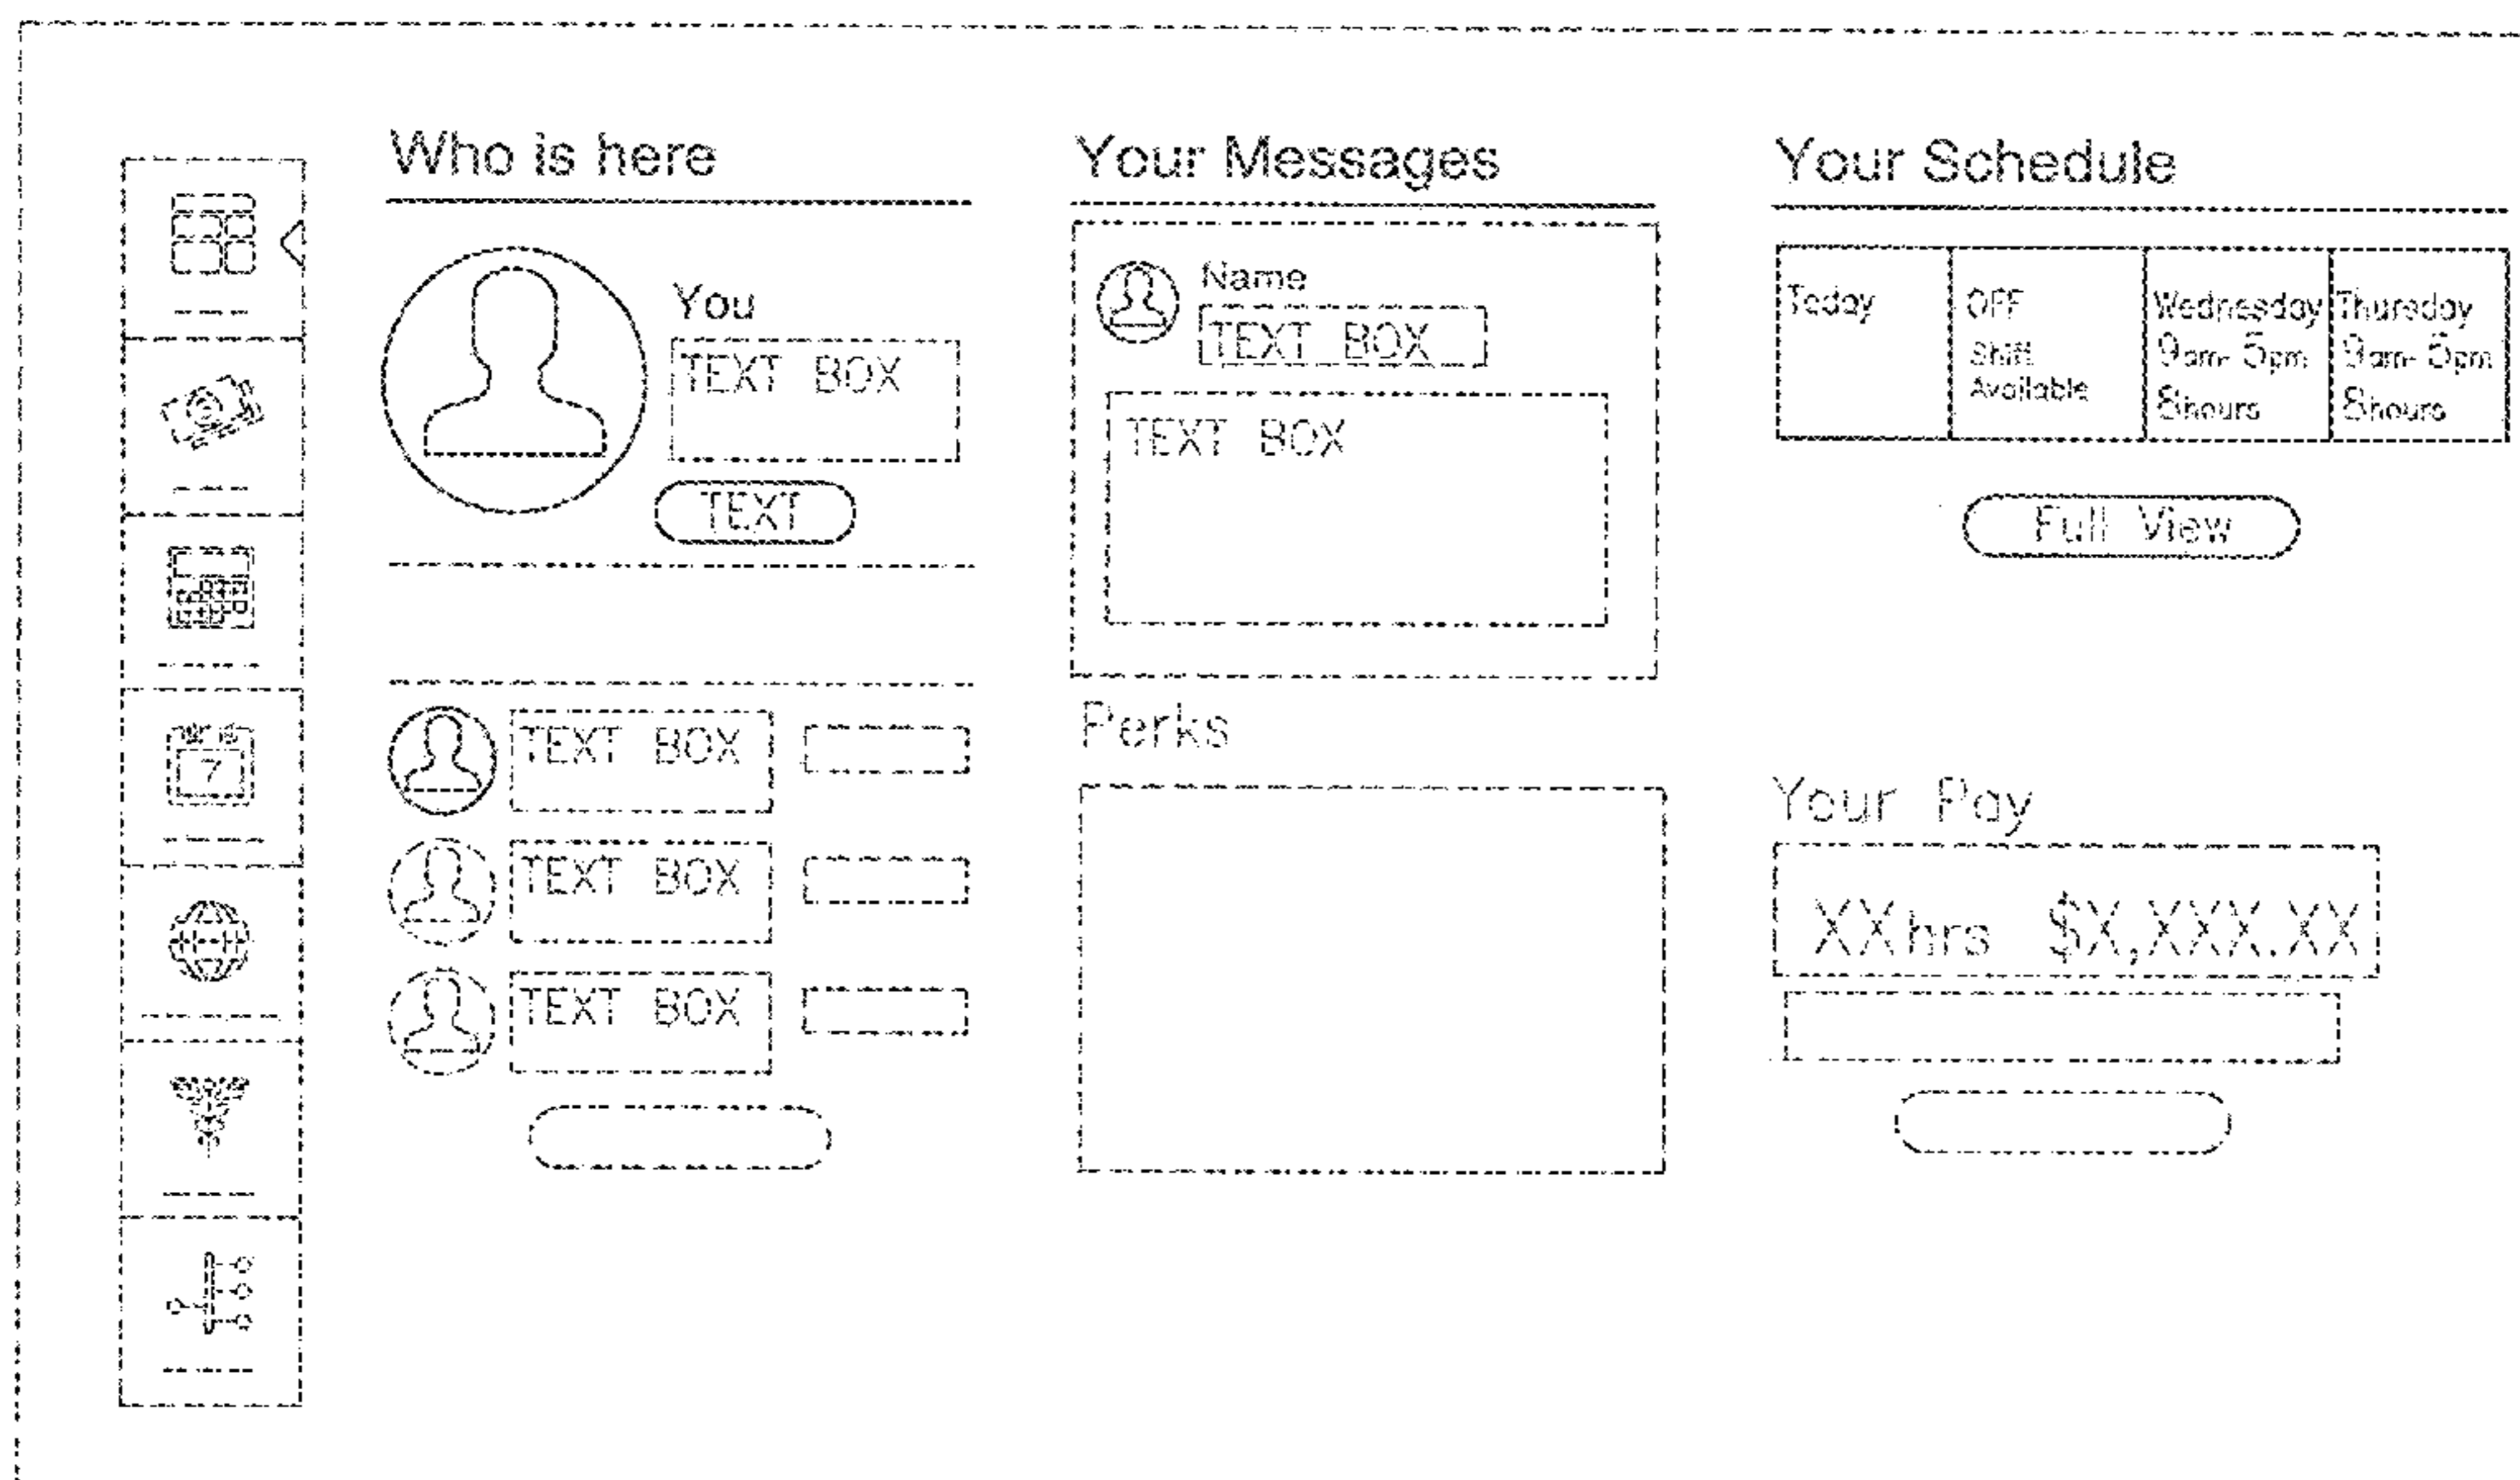 Who is here
You
TEXT BOX
TEXT
TEXT BOX
TEXT BOX
TEXT BOX
Your Messages
Name
TEXT BOX
TEXT BOX
Perks
Your Schedule
Today
OFF
Shift
Available
Wednesday
9am- 5pm
8hours
Thursday
9am- 5pm
8hours
Full View
Your Pay
XXhrs $X,XXX.XX
7